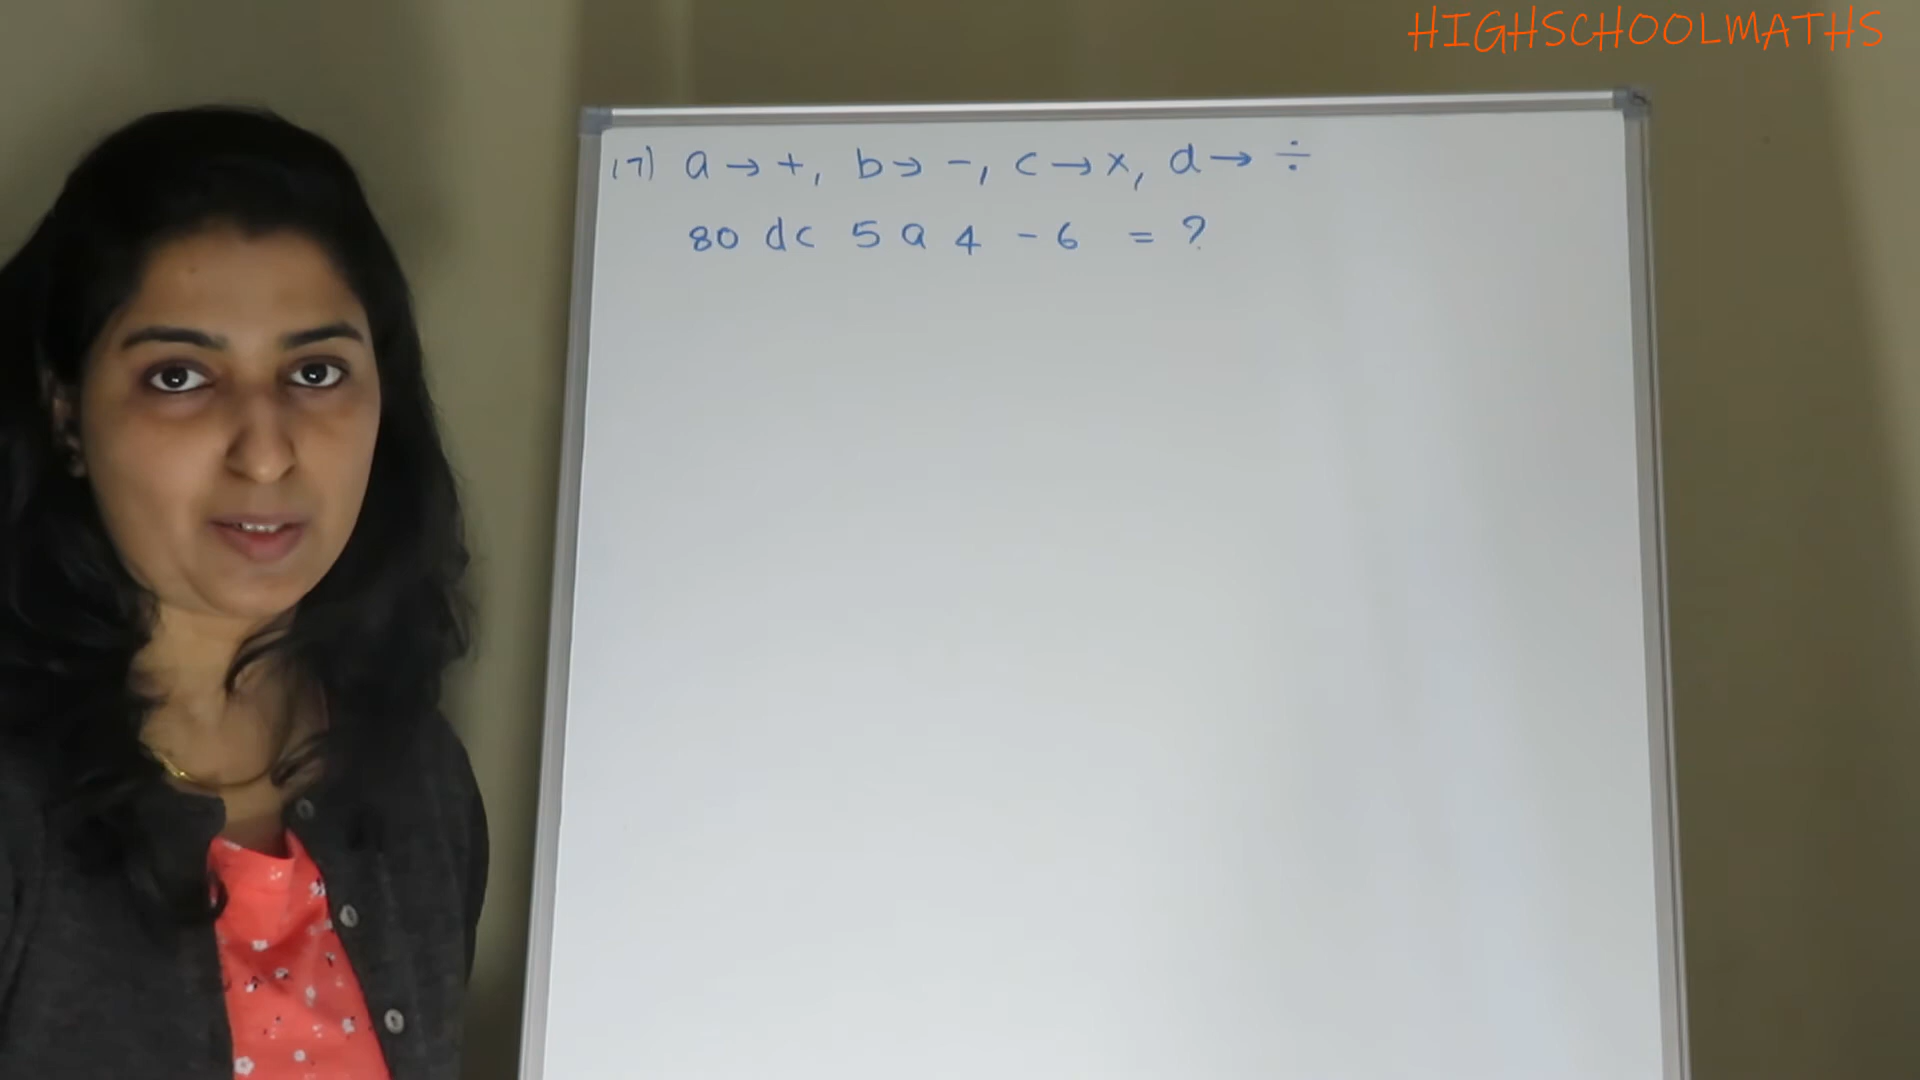 HIGHSCHOOLMATHS
17) a → +, b → -, c → x, d → ÷
80 dc 5 a 4 - 6 = ?